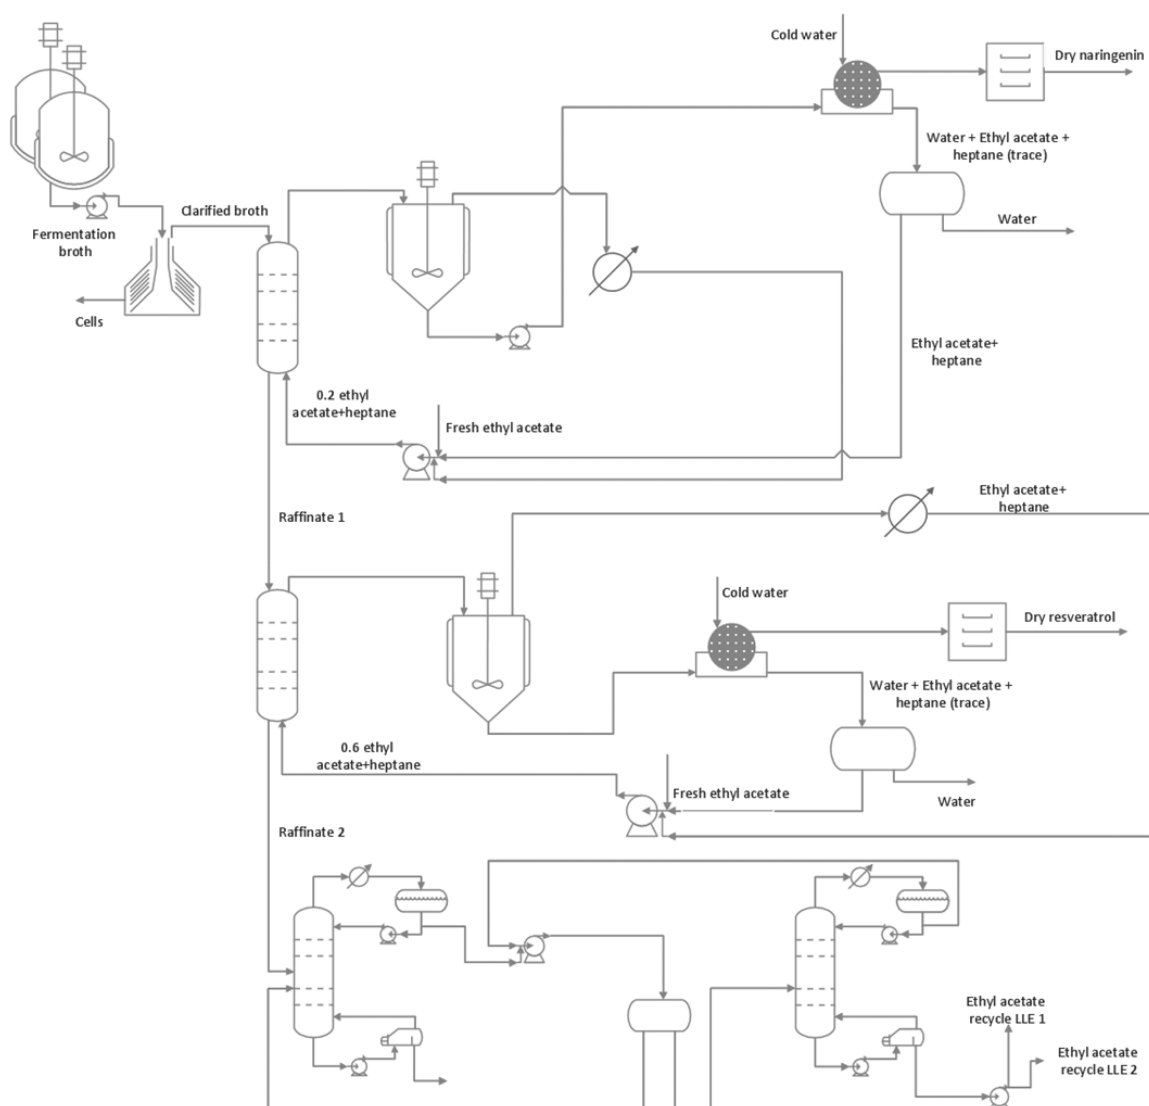 Cold water
Dry naringenin
Water + Ethyl acetate +
heptane (trace)
Clarified broth
Water
Fermentation
broth
Cells
Ethyl acetate+
heptane
0.2 ethyl
acetate+heptane
Fresh ethyl acetate
Ethyl acetate+
heptane
Raffinate 1
Cold water
Dry resveratrol
Water + Ethyl acetate +
heptane (trace)
0.6 ethyl
acetate+heptane
Fresh ethyl acetate
Water
Raffinate 2
Ethyl acetate
recycle LLE 1
Ethyl acetate
recycle LLE 2